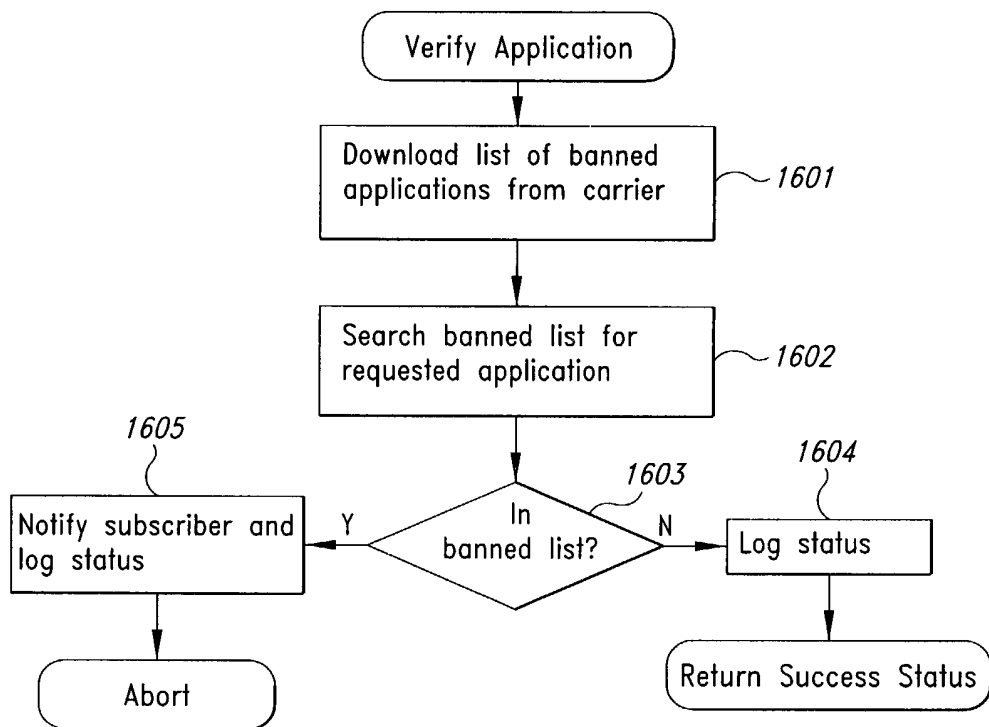 Verify Application
Download list of banned
applications from carrier
1601
Search banned list for
requested application
1602
1605
1603
1604
Notify subscriber and
log status
Y
In
banned list?
N
Log status
Abort
Return Success Status